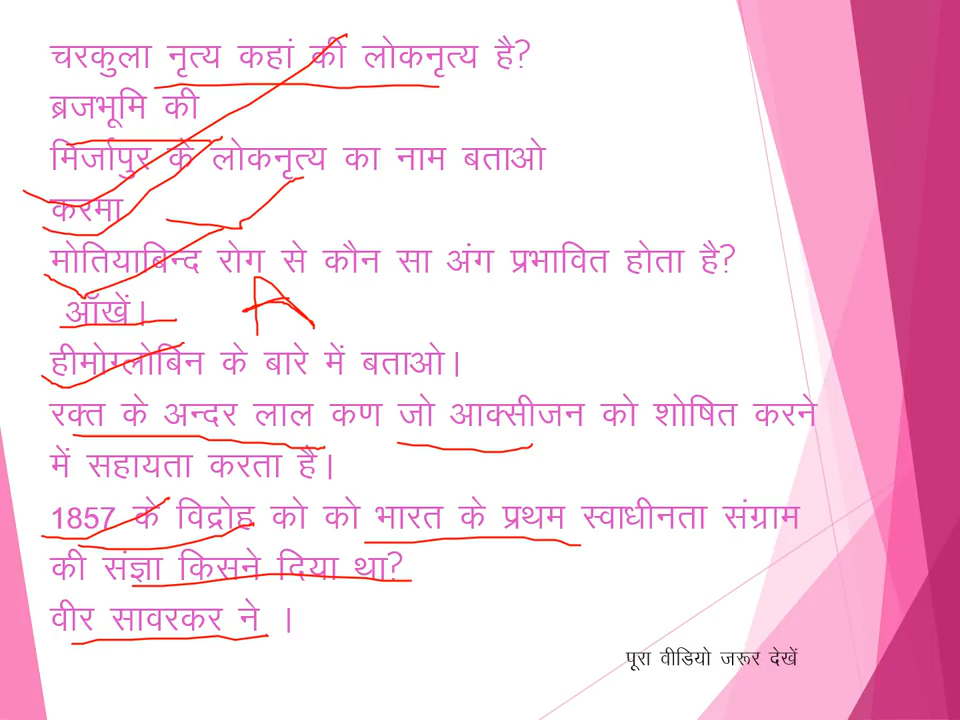 चरकुला नृत्य कहां की लोकनृत्य है?
ब्रजभूमि की
मिर्जापुर के लोकनृत्य का नाम बताओ
करमा
मोतियाबिन्द रोग से कौन सा अंग प्रभावित होता है?
आँखें।
A
हीमोग्लोबिन के बारे में बताओ।
रक्त के अन्दर लाल कण जो आक्सीजन को शोषित करने
में सहायता करता है।
1857 के विद्रोह को को भारत के प्रथम स्वाधीनता संग्राम
की संज्ञा किसने दिया था?
वीर सावरकर ने ।
पूरा वीडियो जरूर देखें